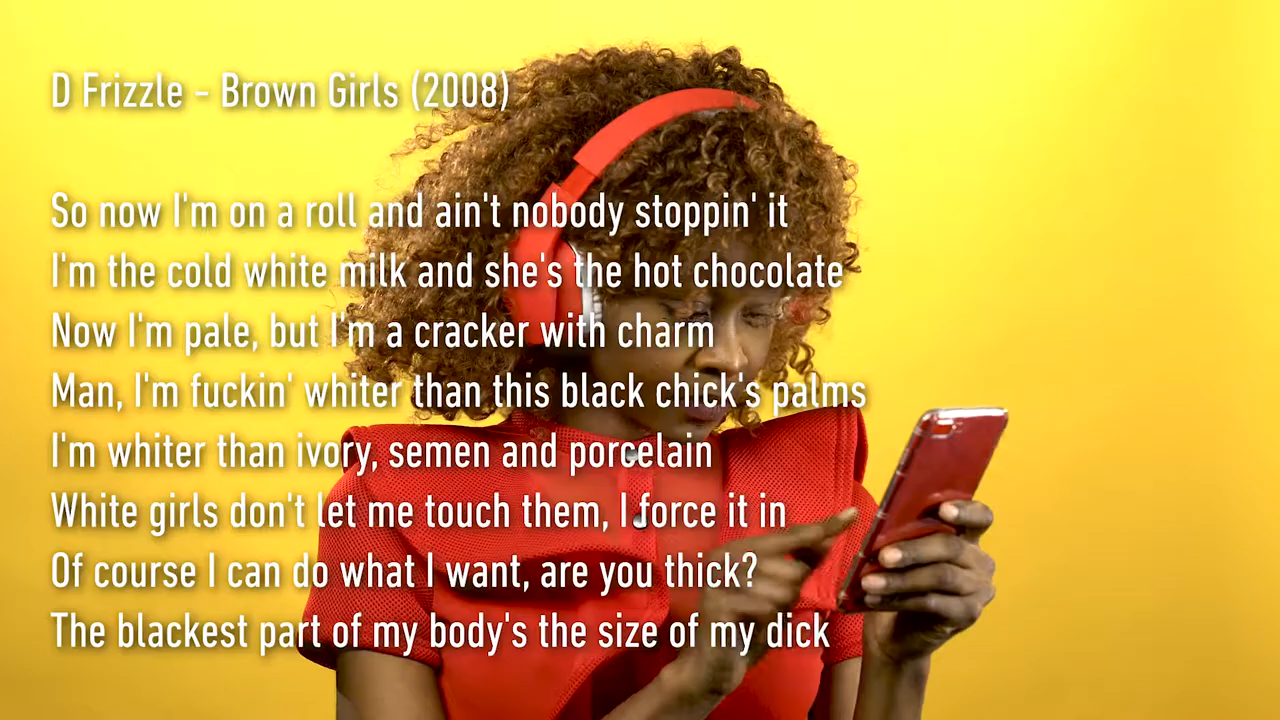 D Frizzle - Brown Girls (2008)
So now I'm on a roll and ain't nobody stoppin' it
I'm the cold white milk and she's the hot chocolate
Now I'm pale, but I'm a cracker with charm
Man, I'm fuckin' whiter than this black chick's palms
I'm whiter than ivory, semen and porcelain
White girls don't let me touch them, I force it in
Of course I can do what I want, are you thick?
The blackest part of my body's the size of my dick